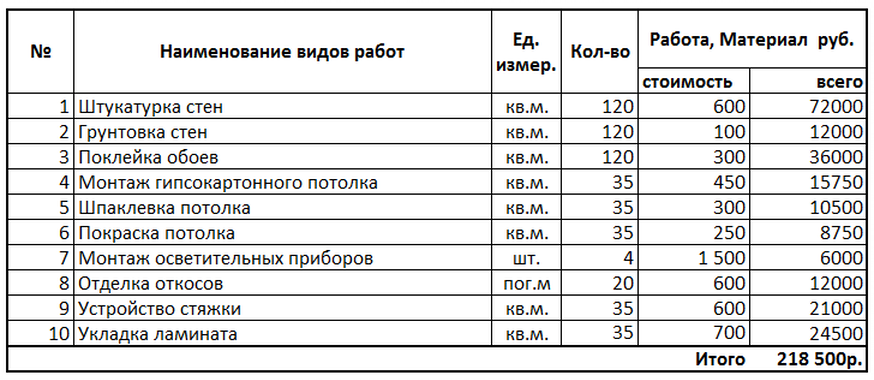 № Наименование видов работ Ед. измер. Кол-во Работа, Материал руб.
стоимость всего
1 Штукатурка стен кв.м. 120 600 72000
2 Грунтовка стен кв.м. 120 100 12000
3 Поклейка обоев кв.м. 120 300 36000
4 Монтаж гипсокартонного потолка кв.м. 35 450 15750
5 Шпаклевка потолка кв.м. 35 300 10500
6 Покраска потолка кв.м. 35 250 8750
7 Монтаж осветительных приборов шт. 4 1 500 6000
8 Отделка откосов пог.м 20 600 12000
9 Устройство стяжки кв.м. 35 600 21000
10 Укладка ламината кв.м. 35 700 24500
Итого 218 500р.